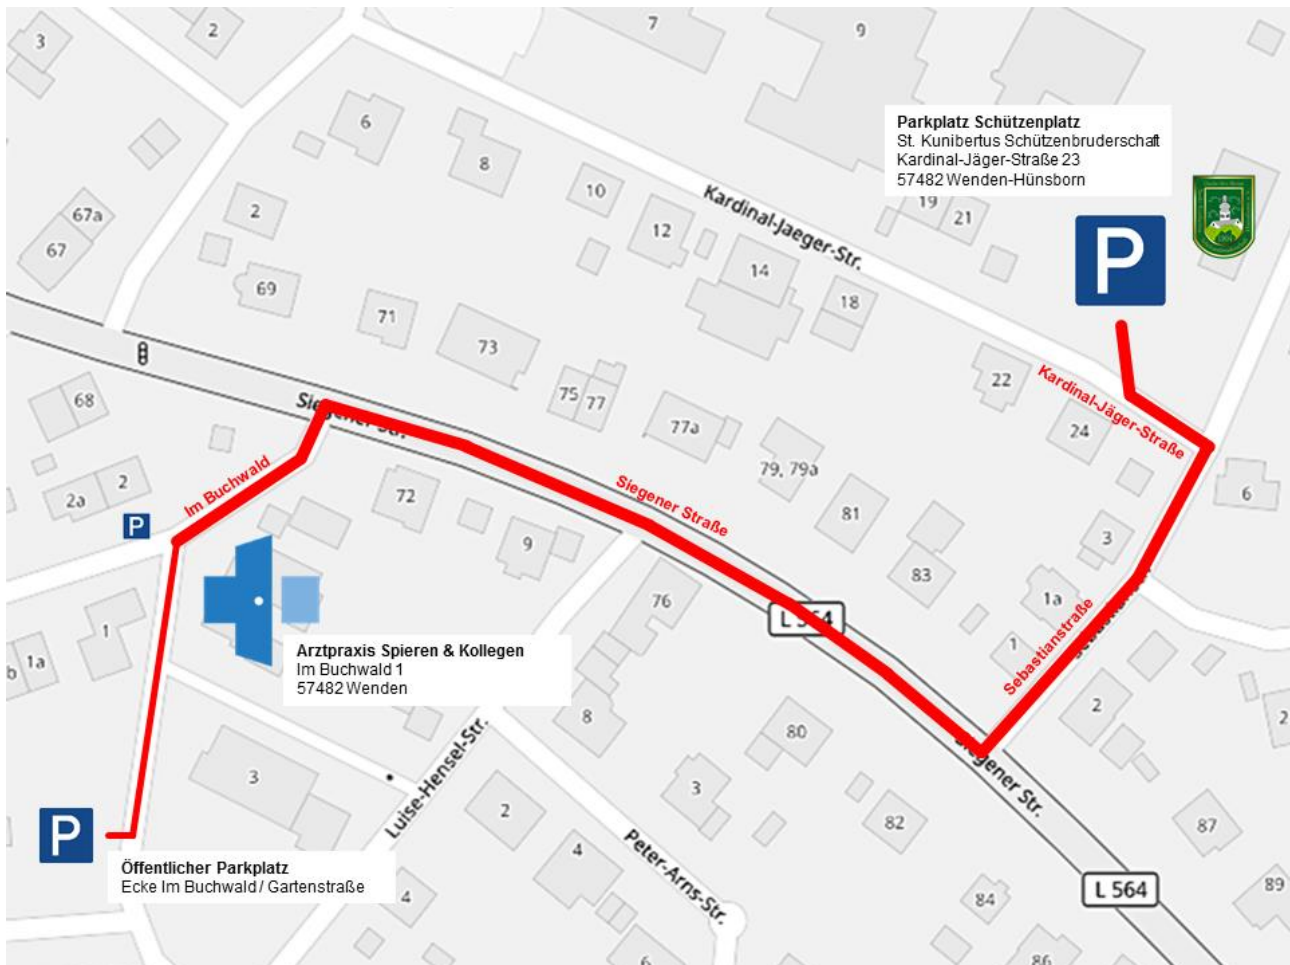 3
2
7
9
6
8
Parkplatz Schützenplatz
St. Kunibertus Schützenbruderschaft
Kardinal-Jäger-Straße 23
57482 Wenden-Hünsborn
10
Kardinal-Jaeger-Str.
19
21
67a
67
2
12
P
14
69
18
71
73
22
Kardinal-Jäger-Straße
75
77
68
77a
24
Im Buchwald
79, 79a
2
2a
72
Siegener Straße
81
6
P
9
3
83
76
1a
L 564
1
1a
b
1
Sebastianstraße
Arztpraxis Spieren & Kollegen
Im Buchwald 1
57482 Wenden
8
80
2
2
Siegener Str.
Luise-Hensel-Str.
3
3
2
82
87
P
Peter-Arns-Str.
4
Öffentlicher Parkplatz
Ecke Im Buchwald / Gartenstraße
4
84
L 564
89
6
86